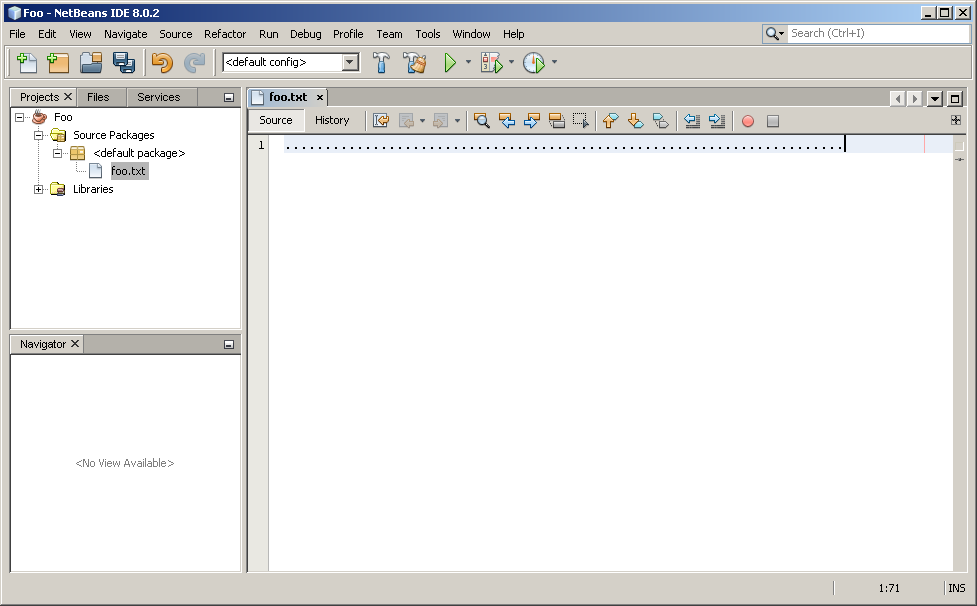 Foo - NetBeans IDE 8.0.2
File Edit View Navigate Source Refactor Run Debug Profile Team Tools Window Help
Search (Ctrl+I)
<default config>
Projects Files Services
Foo
Source Packages
<default package>
foo.txt
Libraries
Navigator
<No View Available>
foo.txt
Source History
1 ......................................................................
1:71 INS